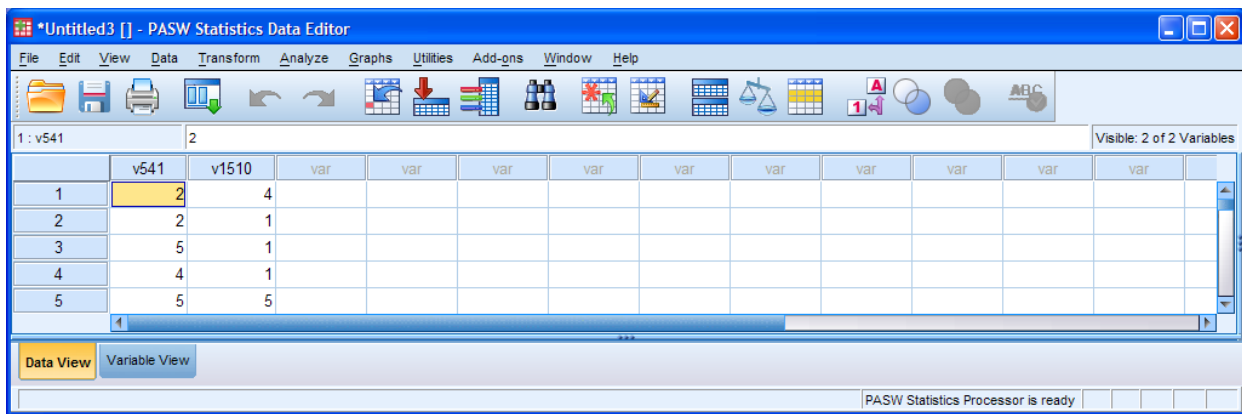 *Untitled3 [] - PASW Statistics Data Editor
File Edit View Data Transform Analyze Graphs Utilities Add-ons Window Help
1 A ABC
1 : v541 2 Visible: 2 of 2 Variables
v541 v1510 var var var var var var var var var var
1 2 4
2 2 1
3 5 1
4 4 1
5 5 5
Data View Variable View
PASW Statistics Processor is ready